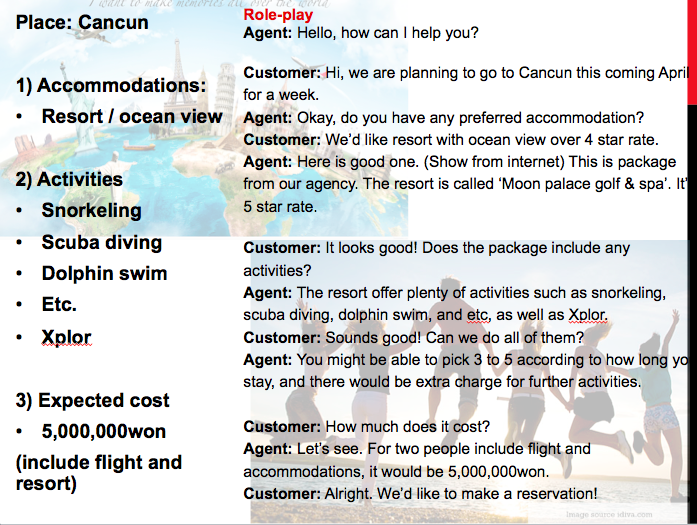 I want to make memories all over the world
Place: Cancun
1) Accommodations:
• Resort / ocean view
2) Activities
• Snorkeling
• Scuba diving
• Dolphin swim
• Etc.
• Xplor
3) Expected cost
• 5,000,000won
(include flight and
resort)
Role-play
Agent: Hello, how can I help you?
Customer: Hi, we are planning to go to Cancun this coming April
for a week.
Agent: Okay, do you have any preferred accommodation?
Customer: We'd like resort with ocean view over 4 star rate.
Agent: Here is good one. (Show from internet) This is package
from our agency. The resort is called 'Moon palace golf & spa'. It'
5 star rate.
Customer: It looks good! Does the package include any
activities?
Agent: The resort offer plenty of activities such as snorkeling,
scuba diving, dolphin swim, and etc, as well as Xplor.
Customer: Sounds good! Can we do all of them?
Agent: You might be able to pick 3 to 5 according to how long yo
stay, and there would be extra charge for further activities.
Customer: How much does it cost?
Agent: Let's see. For two people include flight and
accommodations, it would be 5,000,000won.
Customer: Alright. We'd like to make a reservation!